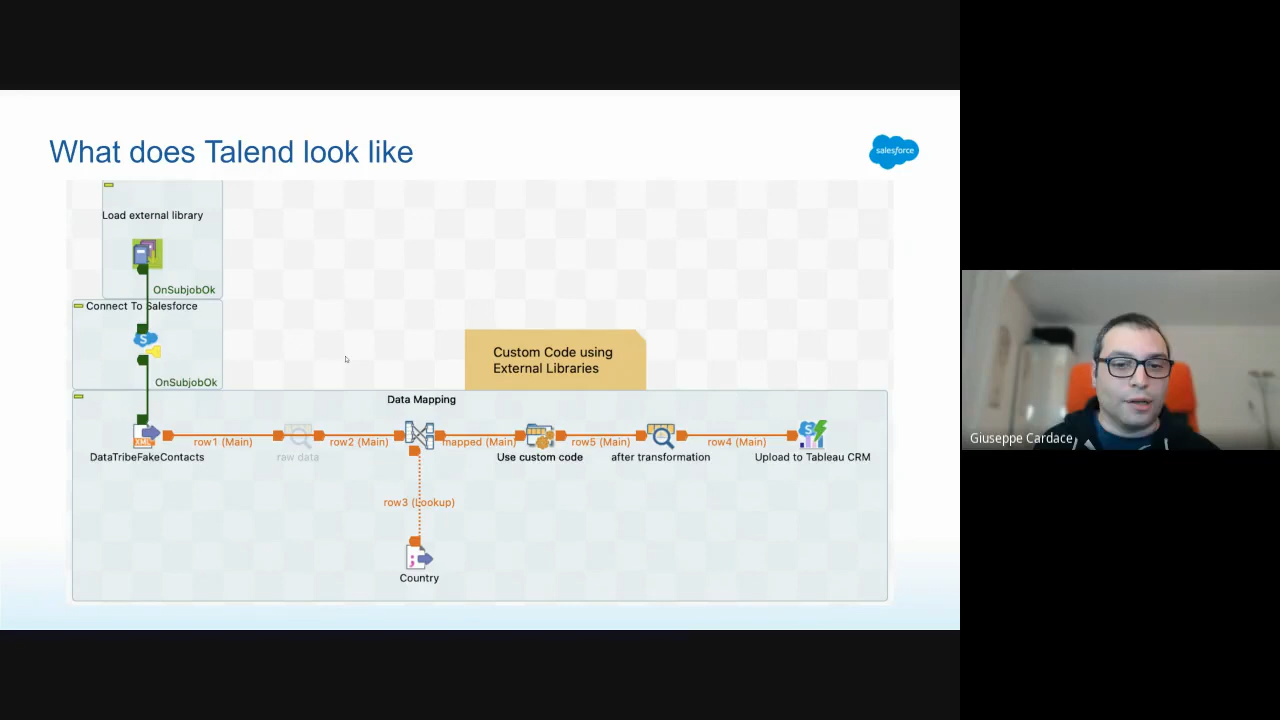 What does Talend look like
salesforce
Load external library
OnSubjobOk
Connect To Salesforce
OnSubjobOk
Custom Code using
External Libraries
Data Mapping
row1 (Main)
row2 (Main)
mapped (Main)
row5 (Main)
row4 (Main)
XML
DataTribeFakeContacts
raw data
Use custom code
after transformation
Upload to Tableau CRM
row3 (Lookup)
Country
Giuseppe Cardace